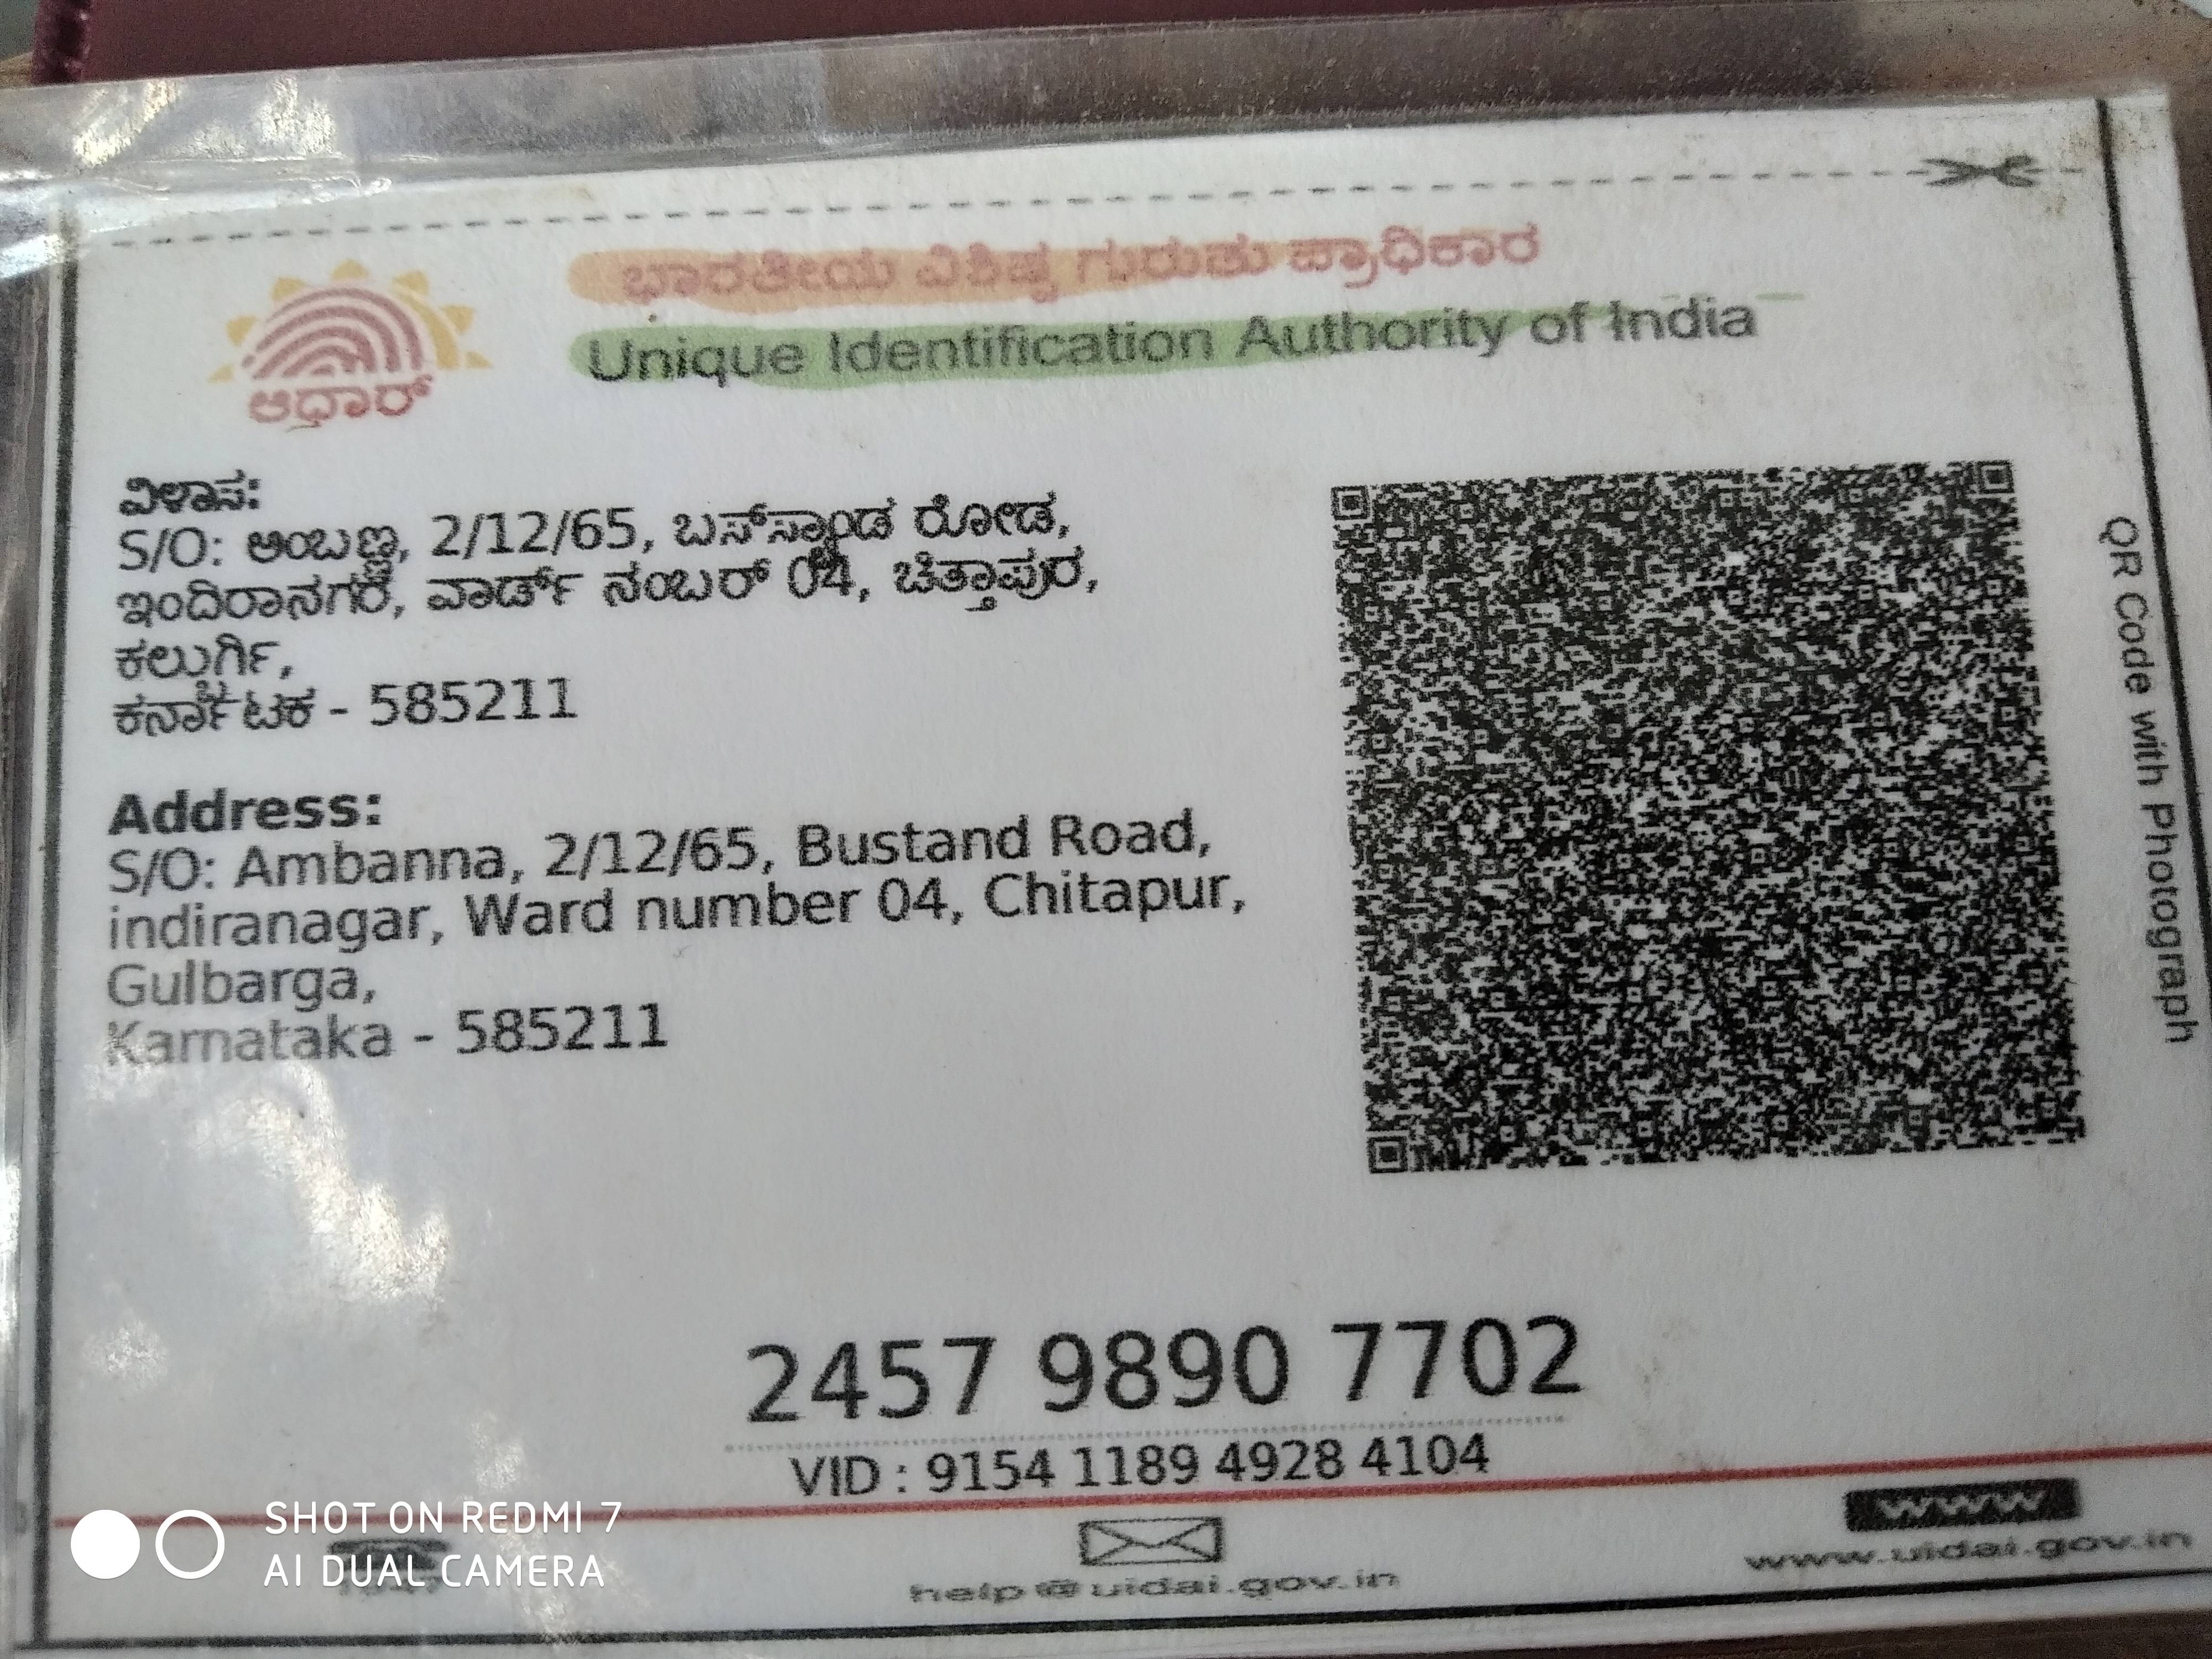 ಭಾರತೀಯ ವಿಶಿಷ್ಟ ಗುರುತು ಪ್ರಾಧಿಕಾರ
Unique Identification Authority of India
ಆಧಾರ್
ವಿಳಾಸ:
S/O: ಅಂಬಣ್ಣ, 2/12/65, ಬಸ್‌ಸ್ಟ್ಯಾಂಡ ರೋಡ,
ಇಂದಿರಾನಗರ, ವಾರ್ಡ್ ನಂಬರ್ 04, ಚಿತ್ತಾಪುರ,
ಕಲ್ಬುರ್ಗಿ,
ಕರ್ನಾಟಕ - 585211
Address:
S/O: Ambanna, 2/12/65, Bustand Road,
indiranagar, Ward number 04, Chitapur,
Gulbarga,
Karnataka - 585211
QR Code with Photograph
2457 9890 7702
VID : 9154 1189 4928 4104
www
help@uidai.gov.in
www.uidai.gov.in
SHOT ON REDMI 7
AI DUAL CAMERA